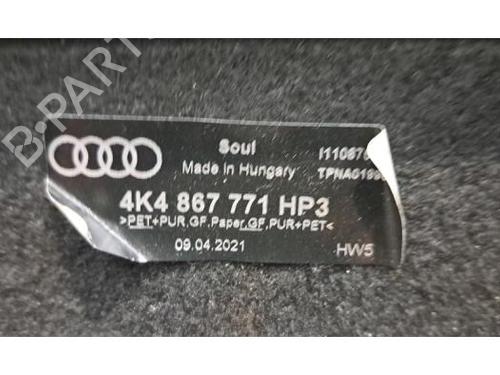 B-PARTS
Soul
Made in Hungary
4K4 867 771 HP3
>PET+PUR,GF,Paper,GF,PUR+PET<
09.04.2021
HW5